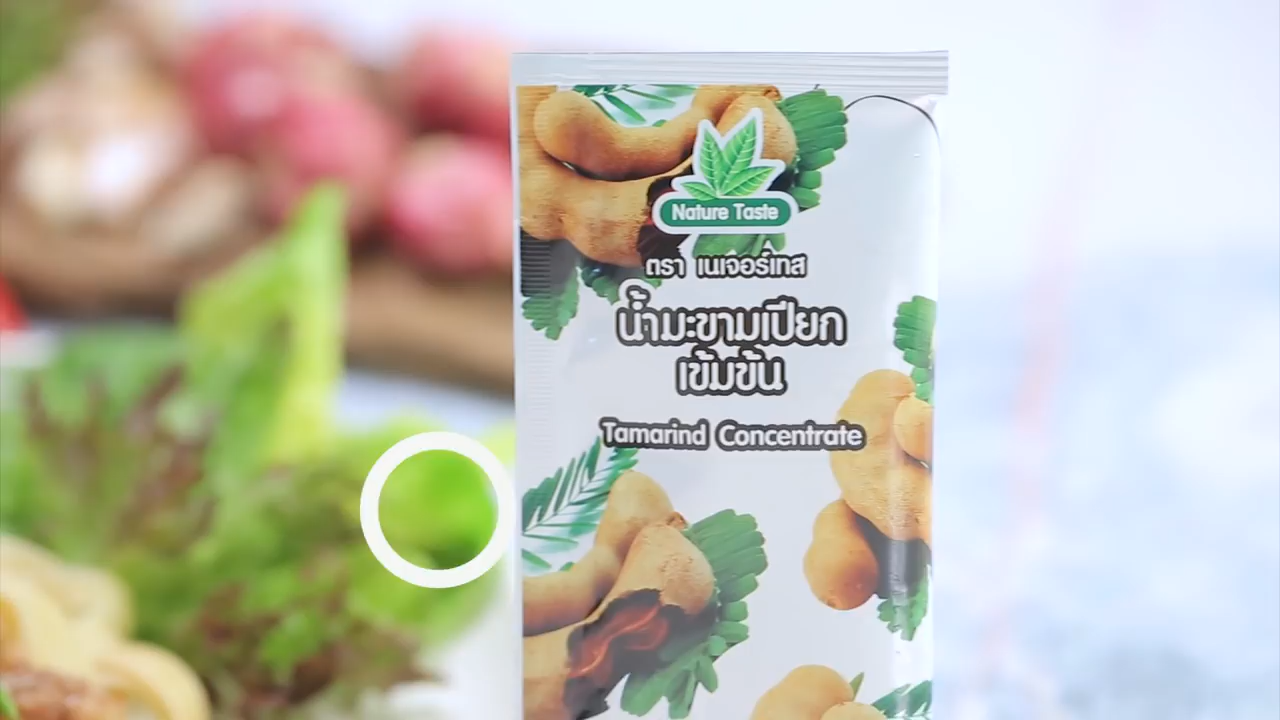 Nature Taste
ตรา เนเจอร์เทส
น้ำมะขามเปียก
เข้มข้น
Tamarind Concentrate